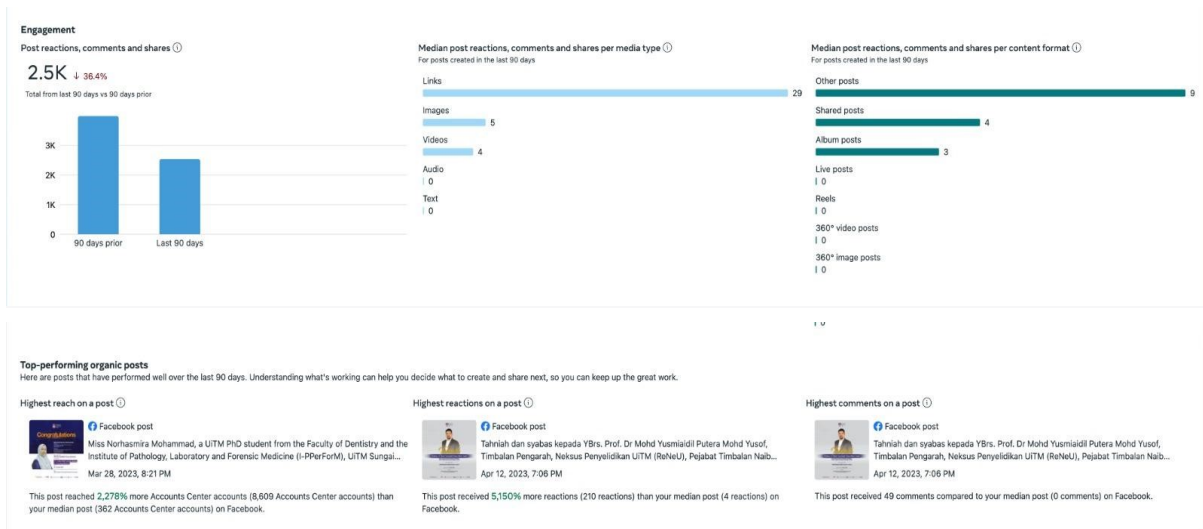 Engagement
Post reactions, comments and shares
2.5K ↓ 36.4%
Total from last 90 days vs 90 days prior
3K
2K
1K
0
90 days prior Last 90 days
Median post reactions, comments and shares per media type
For posts created in the last 90 days
Links
29
Images
5
Videos
4
Audio
0
Text
0
Median post reactions, comments and shares per content format
For posts created in the last 90 days
Other posts
9
Shared posts
4
Album posts
3
Live posts
0
Reels
0
360° video posts
0
360° image posts
0
Top-performing organic posts
Here are posts that have performed well over the last 90 days. Understanding what's working can help you decide what to create and share next, so you can keep up the great work.
Highest reach on a post
Congratulations
Facebook post
Miss Norhasmira Mohammad, a UiTM PhD student from the Faculty of Dentistry and the
Institute of Pathology, Laboratory and Forensic Medicine (I-PPerForM), UiTM Sungai...
Mar 28, 2023, 8:21 PM
This post reached 2,278% more Accounts Center accounts (8,609 Accounts Center accounts) than
your median post (362 Accounts Center accounts) on Facebook.
Highest reactions on a post
Facebook post
Tahniah dan syabas kepada YBrs. Prof. Dr Mohd Yusmiaidil Putera Mohd Yusof,
Timbalan Pengarah, Neksus Penyelidikan UiTM (ReNeU), Pejabat Timbalan Naib...
Apr 12, 2023, 7:06 PM
This post received 5,150% more reactions (210 reactions) than your median post (4 reactions) on
Facebook.
Highest comments on a post
Facebook post
Tahniah dan syabas kepada YBrs. Prof. Dr Mohd Yusmiaidil Putera Mohd Yusof,
Timbalan Pengarah, Neksus Penyelidikan UiTM (ReNeU), Pejabat Timbalan Naib...
Apr 12, 2023, 7:06 PM
This post received 49 comments compared to your median post (0 comments) on Facebook.